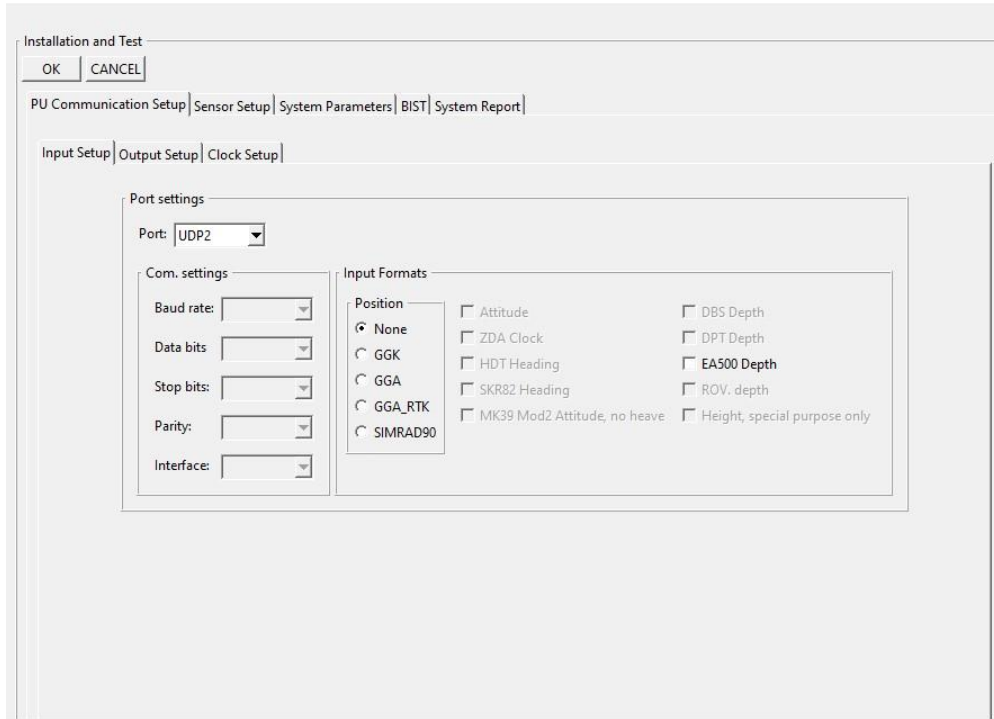 Installation and Test
OK CANCEL
PU Communication Setup Sensor Setup System Parameters BIST System Report
Input Setup Output Setup Clock Setup
Port settings
Port: UDP2
Com. settings
Baud rate:
Data bits
Stop bits:
Parity:
Interface:
Input Formats
Position
None
GGK
GGA
GGA_RTK
SIMRAD90
Attitude
ZDA Clock
HDT Heading
SKR82 Heading
MK39 Mod2 Attitude, no heave
DBS Depth
DPT Depth
EA500 Depth
ROV. depth
Height, special purpose only